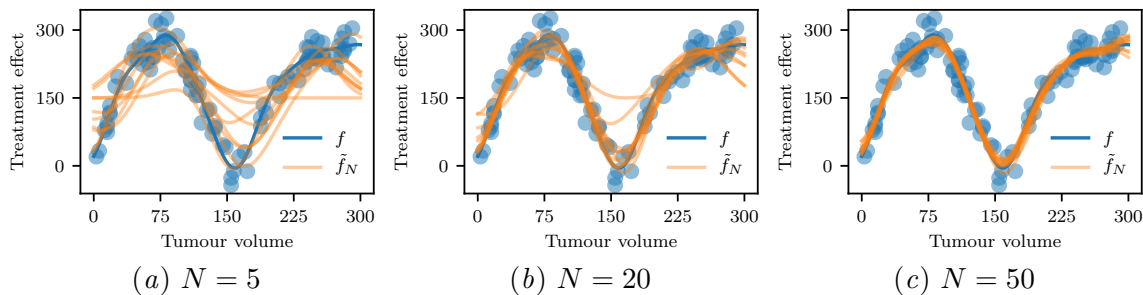 Treatment effect
300
150
0
f
f̃_N
0 75 150 225 300
Tumour volume
(a) N = 5
Treatment effect
300
150
0
f
f̃_N
0 75 150 225 300
Tumour volume
(b) N = 20
Treatment effect
300
150
0
f
f̃_N
0 75 150 225 300
Tumour volume
(c) N = 50